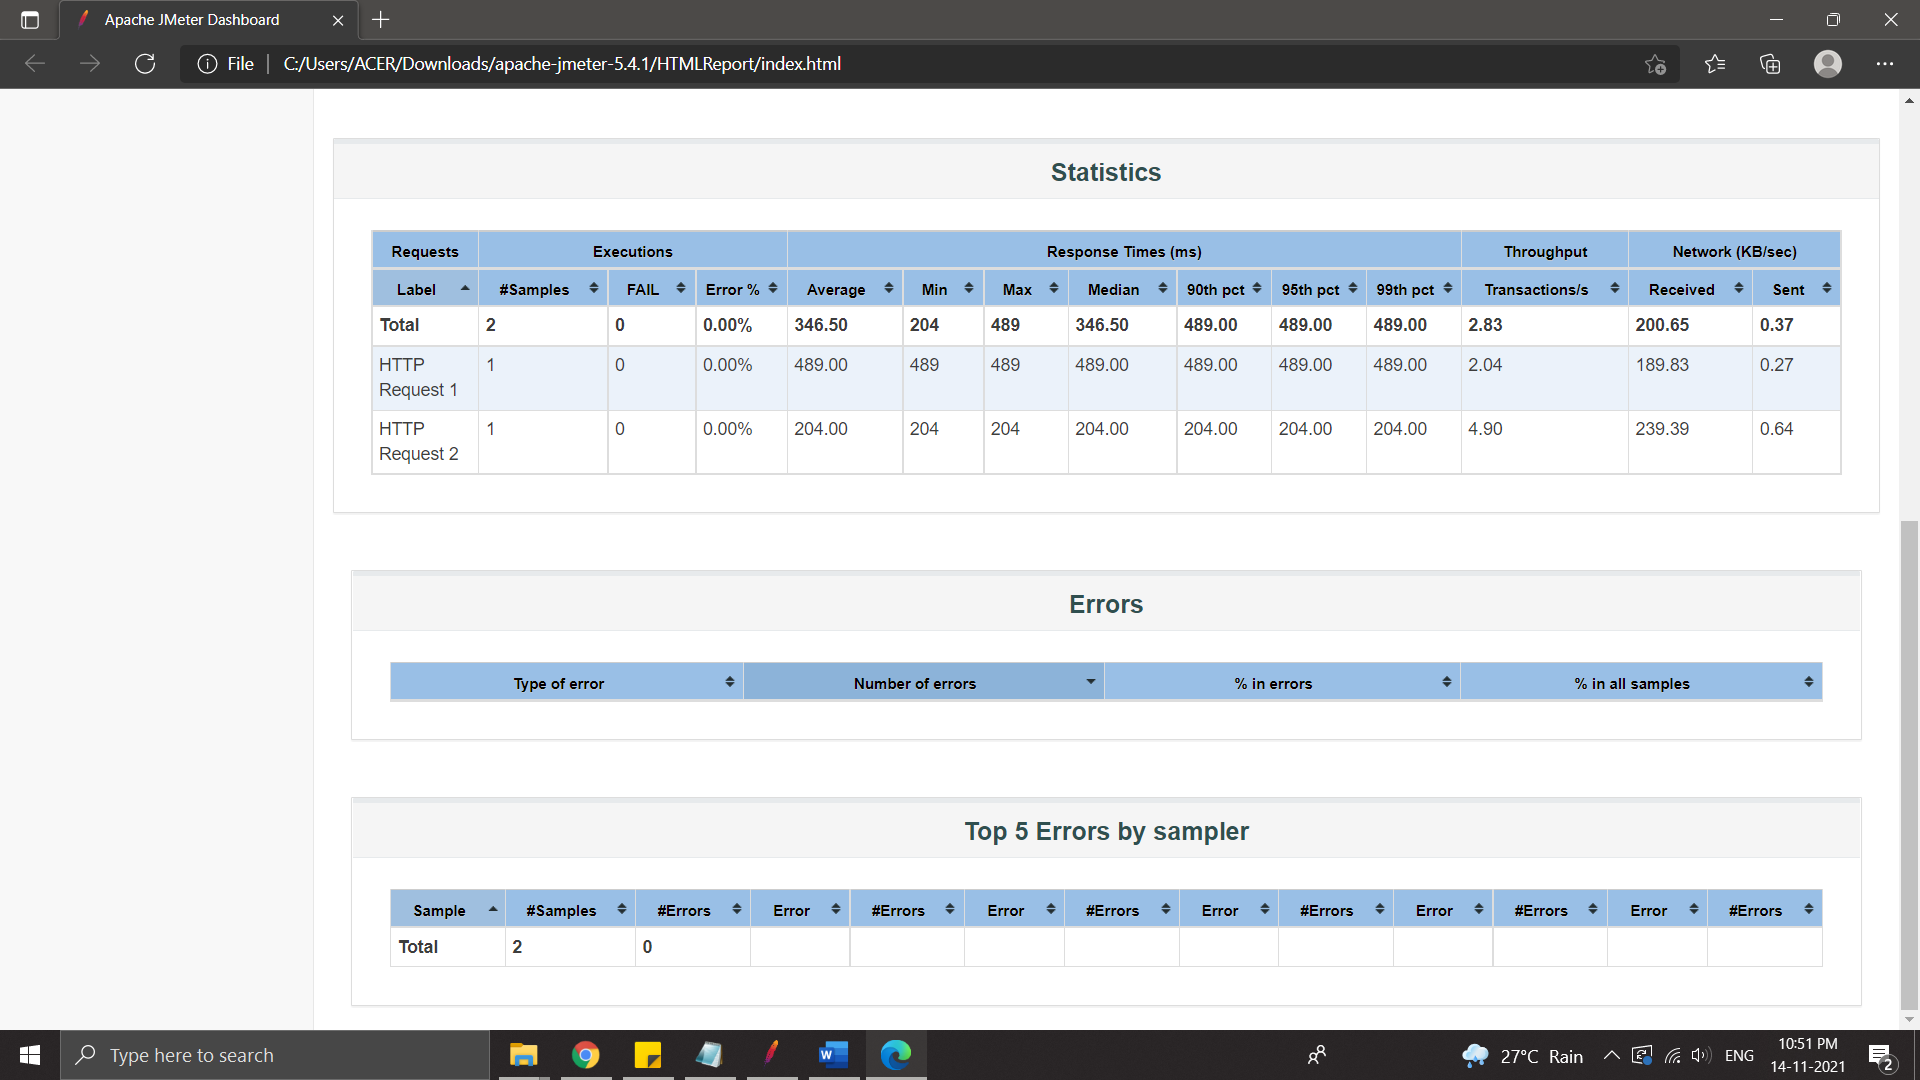 Apache JMeter Dashboard
File C:/Users/ACER/Downloads/apache-jmeter-5.4.1/HTMLReport/index.html
Statistics
Requests Executions Response Times (ms) Throughput Network (KB/sec)
Label #Samples FAIL Error % Average Min Max Median 90th pct 95th pct 99th pct Transactions/s Received Sent
Total 2 0 0.00% 346.50 204 489 346.50 489.00 489.00 489.00 2.83 200.65 0.37
HTTP Request 1 1 0 0.00% 489.00 489 489 489.00 489.00 489.00 489.00 2.04 189.83 0.27
HTTP Request 2 1 0 0.00% 204.00 204 204 204.00 204.00 204.00 204.00 4.90 239.39 0.64
Errors
Type of error Number of errors % in errors % in all samples
Top 5 Errors by sampler
Sample #Samples #Errors Error #Errors Error #Errors Error #Errors Error #Errors Error #Errors
Total 2 0
Type here to search
27°C Rain
ENG
10:51 PM
14-11-2021
2